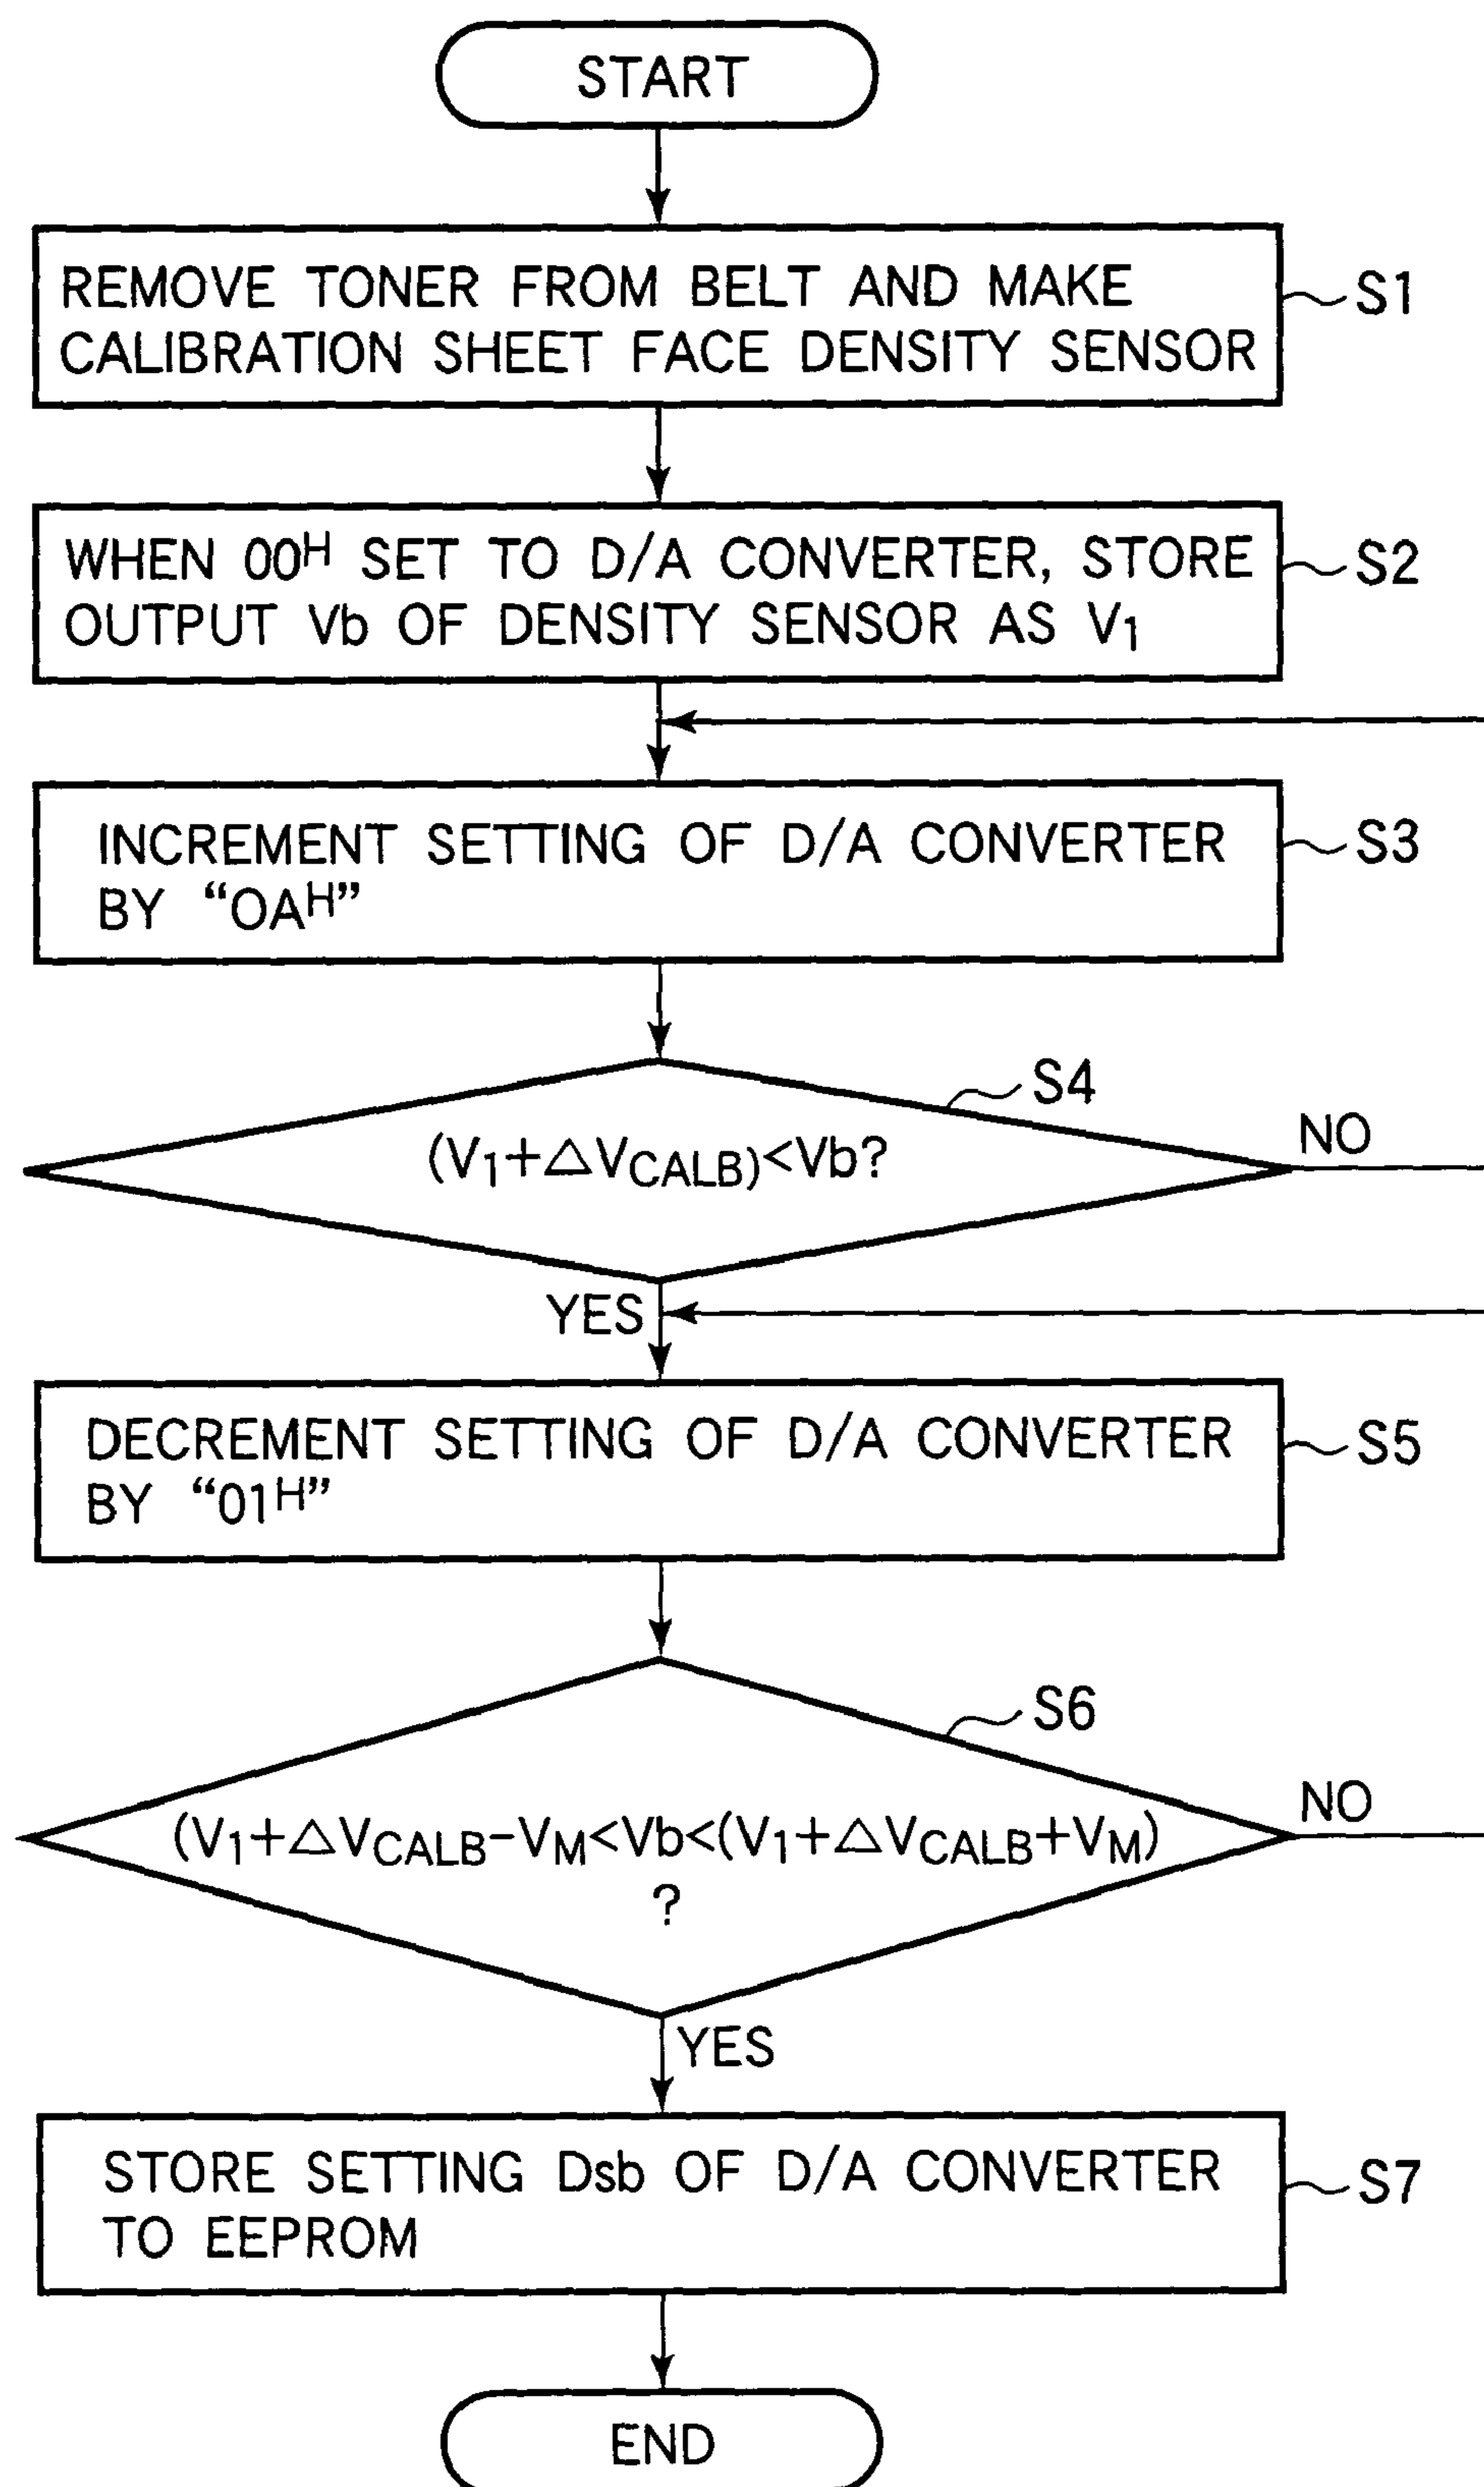 START
REMOVE TONER FROM BELT AND MAKE
CALIBRATION SHEET FACE DENSITY SENSOR
S1
WHEN 00ᴴ SET TO D/A CONVERTER, STORE
OUTPUT Vb OF DENSITY SENSOR AS V₁
S2
INCREMENT SETTING OF D/A CONVERTER
BY “OAᴴ”
S3
S4
(V₁+△VCALB)<Vb?
NO
YES
DECREMENT SETTING OF D/A CONVERTER
BY “01ᴴ”
S5
S6
(V₁+△VCALB-VM<Vb<(V₁+△VCALB+VM)
?
NO
YES
STORE SETTING Dsb OF D/A CONVERTER
TO EEPROM
S7
END